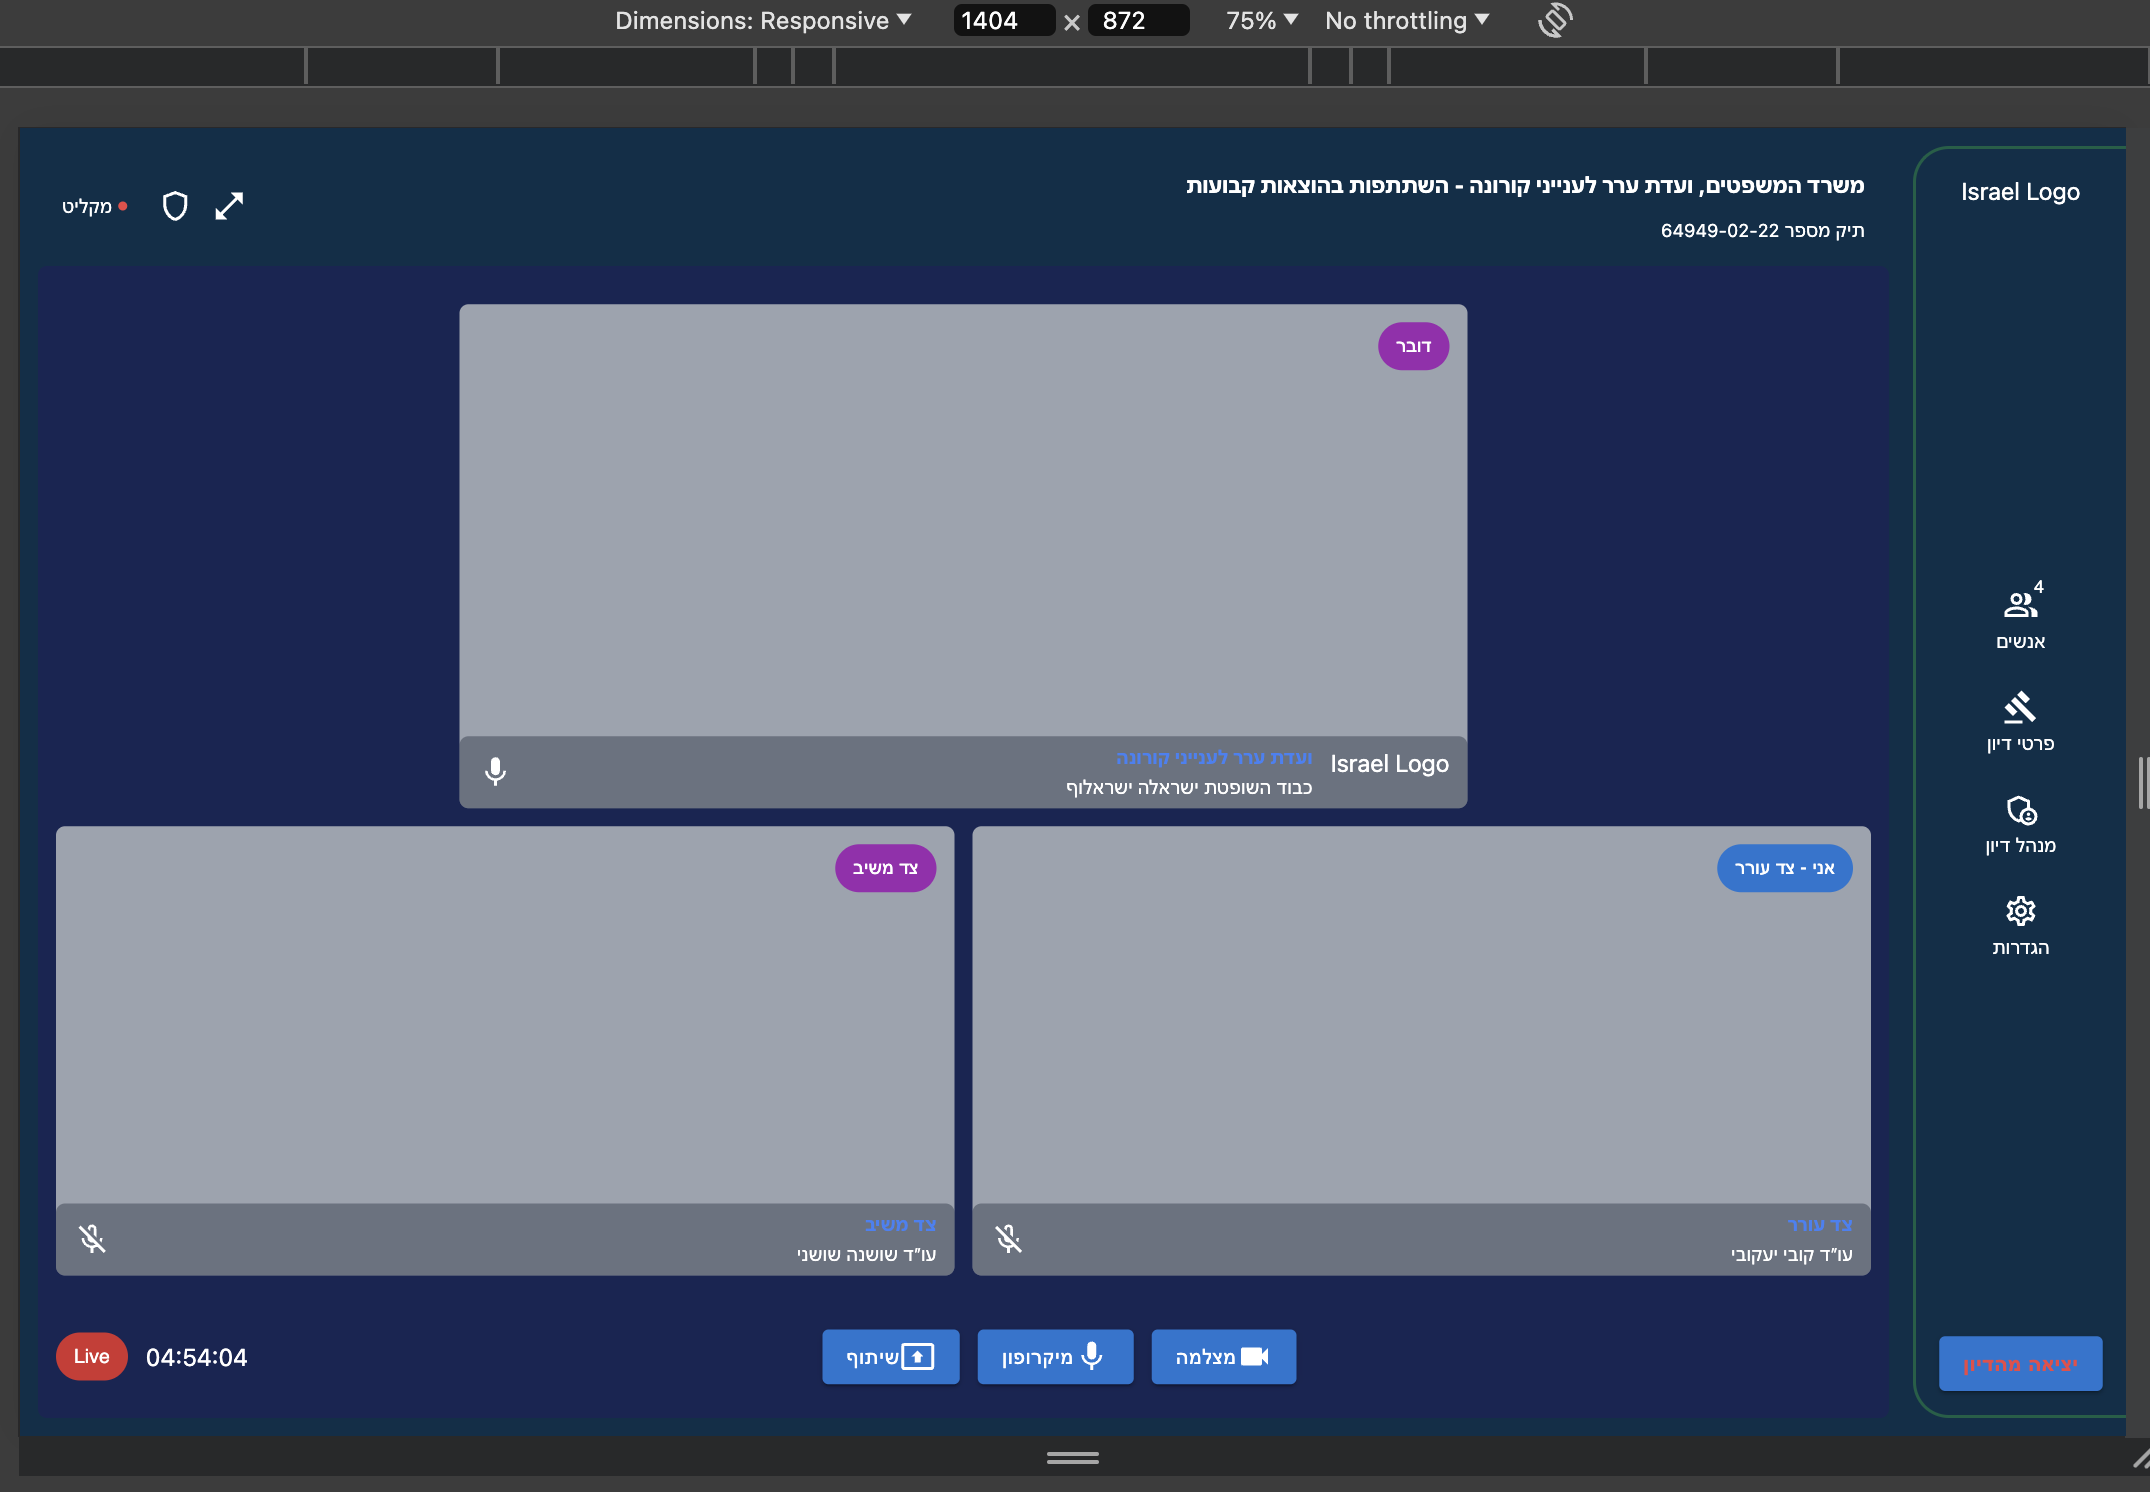 Dimensions: Responsive 1404 x 872 75% No throttling
משרד המשפטים, ועדת ערר לענייני קורונה - השתתפות בהוצאות קבועות
תיק מספר 64949-02-22
מקליט
Israel Logo
4
אנשים
פרטי דיון
מנהל דיון
הגדרות
יציאה מהדיון
דובר
Israel Logo
ועדת ערר לענייני קורונה
כבוד השופטת ישראלה ישראלוף
אני - צד עורר
צד עורר
עו"ד קובי יעקובי
צד משיב
צד משיב
עו"ד שושנה שושני
מצלמה
מיקרופון
שיתוף
04:54:04
Live